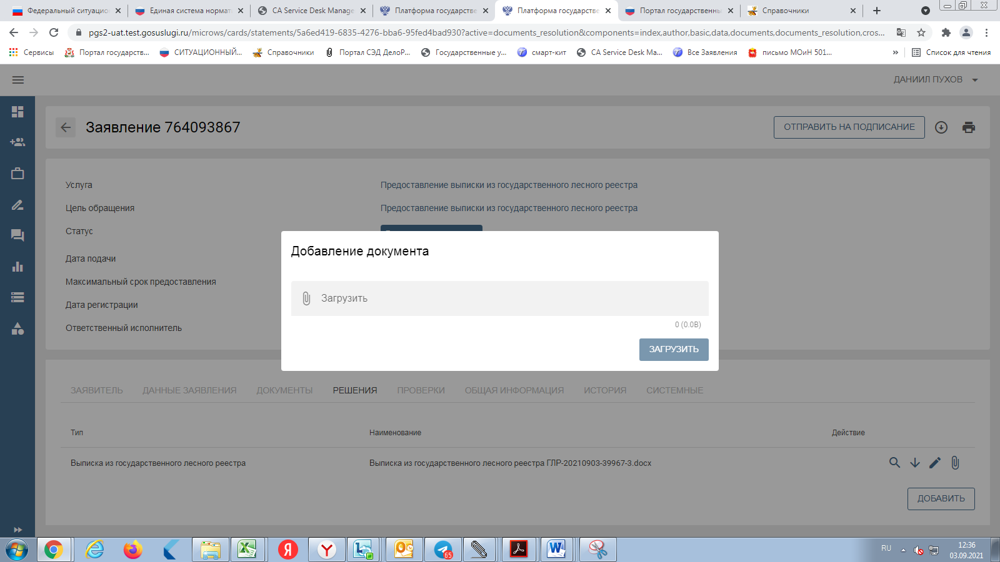 Федеральный ситуацио
Единая система нормат
CA Service Desk Manage
Платформа государстве
Платформа государстве
Портал государственны
Справочники
pgs2-uat.test.gosuslugi.ru/microws/cards/statements/5a6ed419-6835-4276-bba6-95fed4bad930?active=documents_resolution&components=index,author,basic,data,documents,documents_resolution,cros...
Сервисы
Портал государств...
СИТУАЦИОННЫЙ...
Справочники
Портал СЭД ДелоР...
Государственные у...
смарт-кит
CA Service Desk Ma...
Все Заявления
письмо МОиН 501...
»
Список для чтения
ДАНИИЛ ПУХОВ
Заявление 764093867
ОТПРАВИТЬ НА ПОДПИСАНИЕ
Услуга
Предоставление выписки из государственного лесного реестра
Цель обращения
Предоставление выписки из государственного лесного реестра
Статус
Дата подачи
Максимальный срок предоставления
Дата регистрации
Ответственный исполнитель
Добавление документа
Загрузить
0 (0.0B)
ЗАГРУЗИТЬ
ЗАЯВИТЕЛЬ
ДАННЫЕ ЗАЯВЛЕНИЯ
ДОКУМЕНТЫ
РЕШЕНИЯ
ПРОВЕРКИ
ОБЩАЯ ИНФОРМАЦИЯ
ИСТОРИЯ
СИСТЕМНЫЕ
Тип
Наименование
Действие
Выписка из государственного лесного реестра
Выписка из государственного лесного реестра ГЛР-20210903-39967-3.docx
ДОБАВИТЬ
65
RU
12:36
03.09.2021